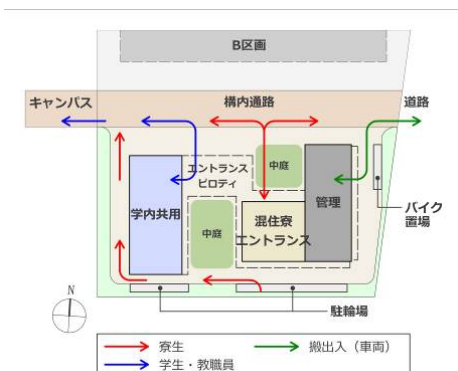 B区画
キャンパス
構内通路
道路
エントランス
ピロティ
中庭
学内共用
管理
混住寮
エントランス
中庭
バイク
置場
N
駐輪場
寮生
搬出入（車両）
学生・教職員